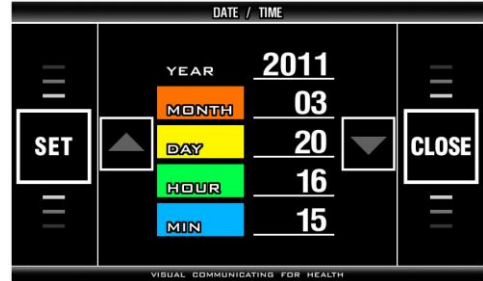 DATE / TIME
YEAR 2011
MONTH 03
SET DAY 20 CLOSE
HOUR 16
MIN 15
VISUAL COMMUNICATING FOR HEALTH